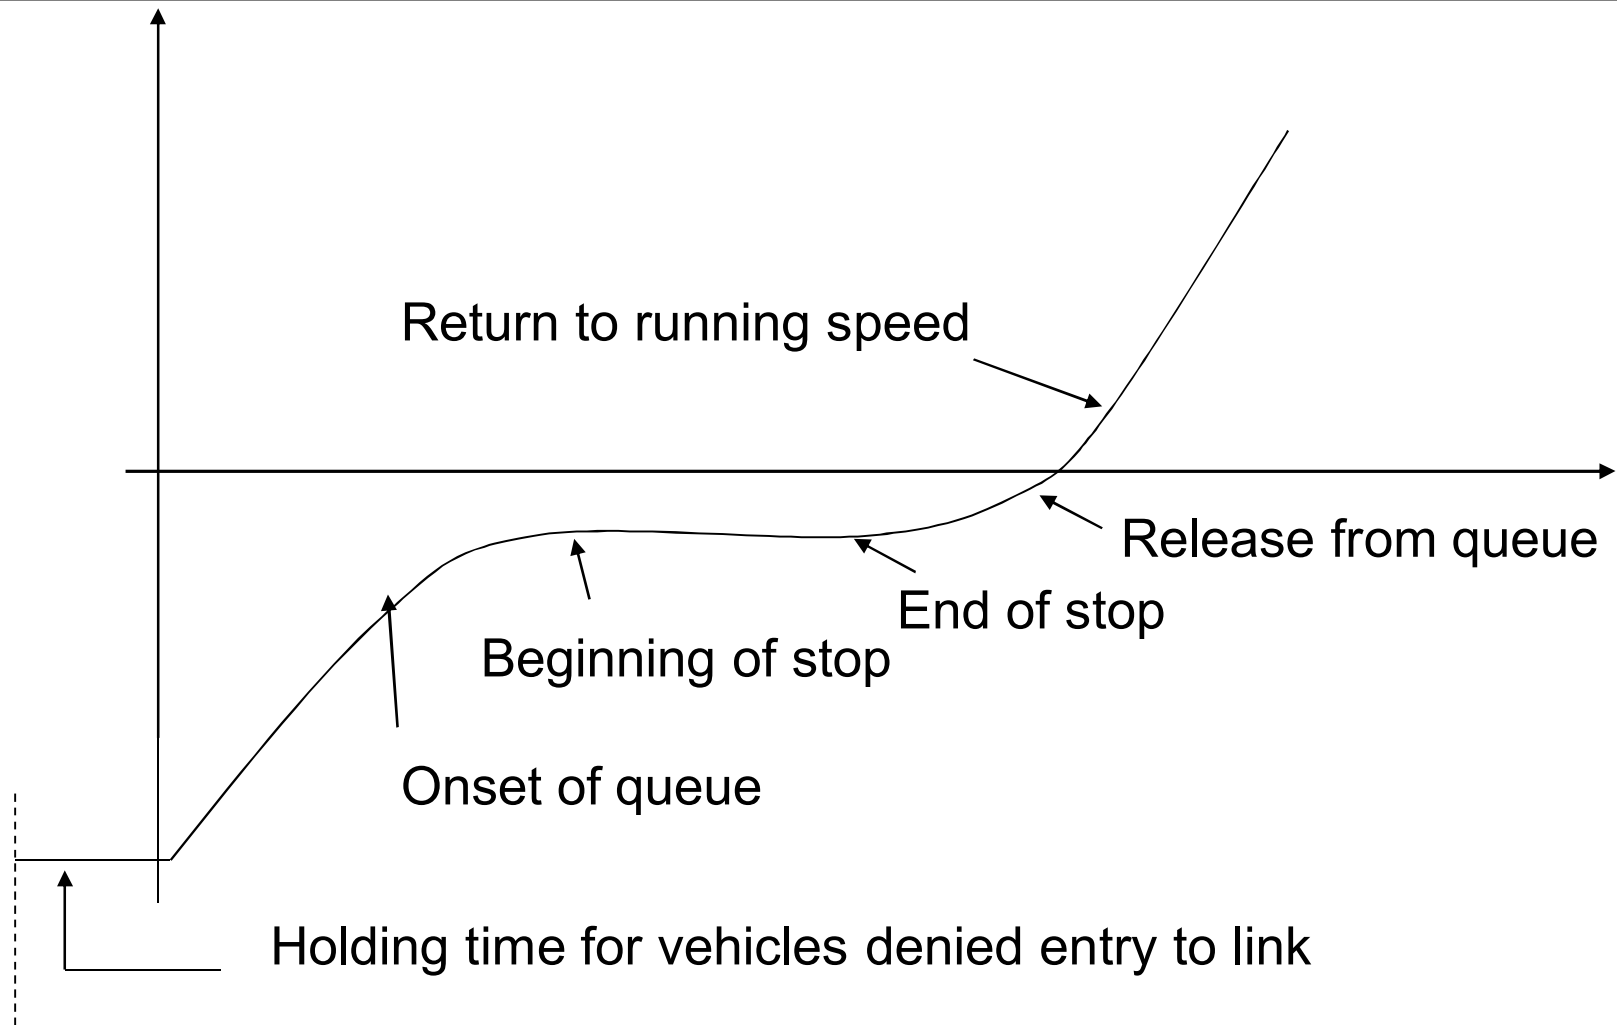 Return to running speed
Release from queue
End of stop
Beginning of stop
Onset of queue
Holding time for vehicles denied entry to link